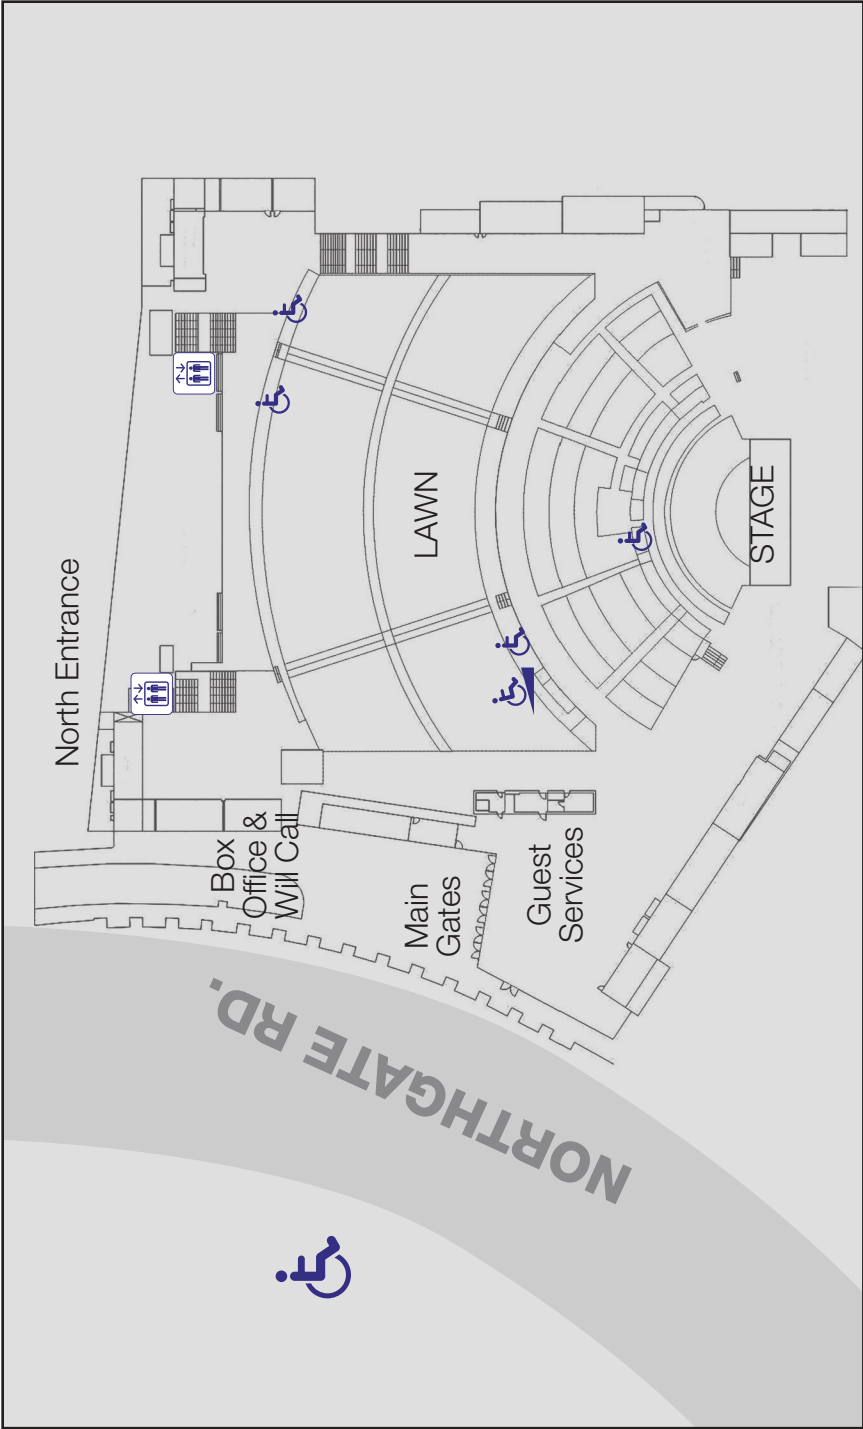 North Entrance
Box
Office &
Will Call
Main
Gates
Guest
Services
LAWN
STAGE
NORTHGATE RD.